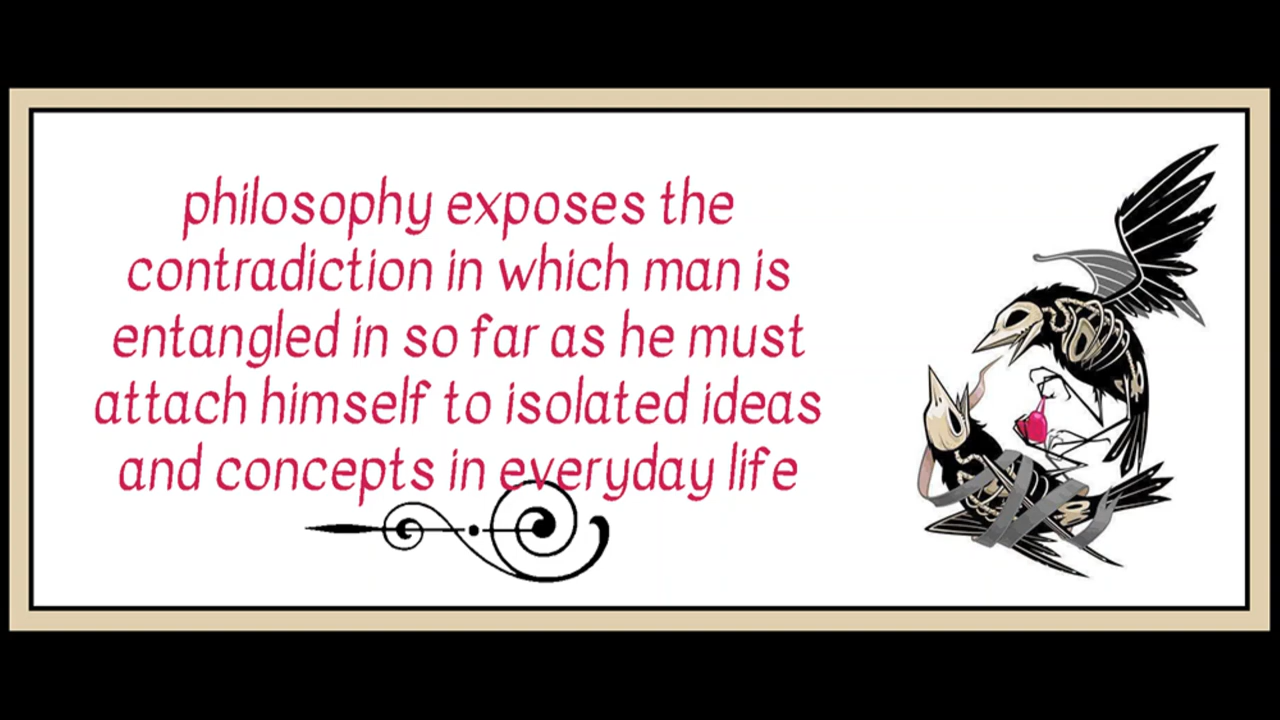 philosophy exposes the
contradiction in which man is
entangled in so far as he must
attach himself to isolated ideas
and concepts in everyday life